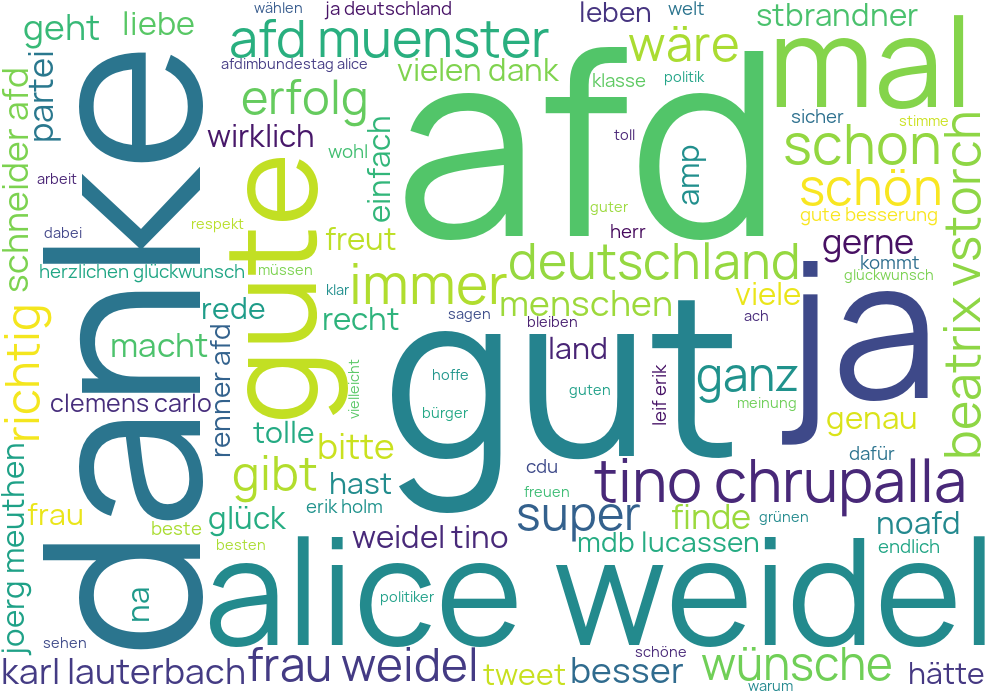 wählen
ja deutschland
leben
welt
stbrandner
geht
liebe
afd muenster
wäre
mal
afdimbundestag alice
vielen dank
klasse
politik
partei
danke
schneider afd
erfolg
afd
sicher
stimme
wirklich
toll
schon
wohl
einfach
amp
beatrix vstorch
arbeit
gute
schön
respekt
guter
gute besserung
dabei
freut
herr
gerne
herzlichen glückwunsch
müssen
immer
deutschland
kommt
glückwunsch
klar
menschen
viele
ja
richtig
rede
recht
sagen
bleiben
ach
macht
renner afd
gut
land
ganz
vielleicht
hoffe
guten
leif erik
meinung
clemens carlo
bürger
genau
tolle
bitte
joerg meuthen
gibt
hast
cdu
tino chrupalla
dafür
frau
erik holm
freuen
beste
glück
super
finde
grünen
noafd
besten
weidel tino
mdb lucassen
endlich
na
alice weidel
politiker
sehen
schöne
karl lauterbach
frau weidel
tweet
besser
wünsche
hätte
warum